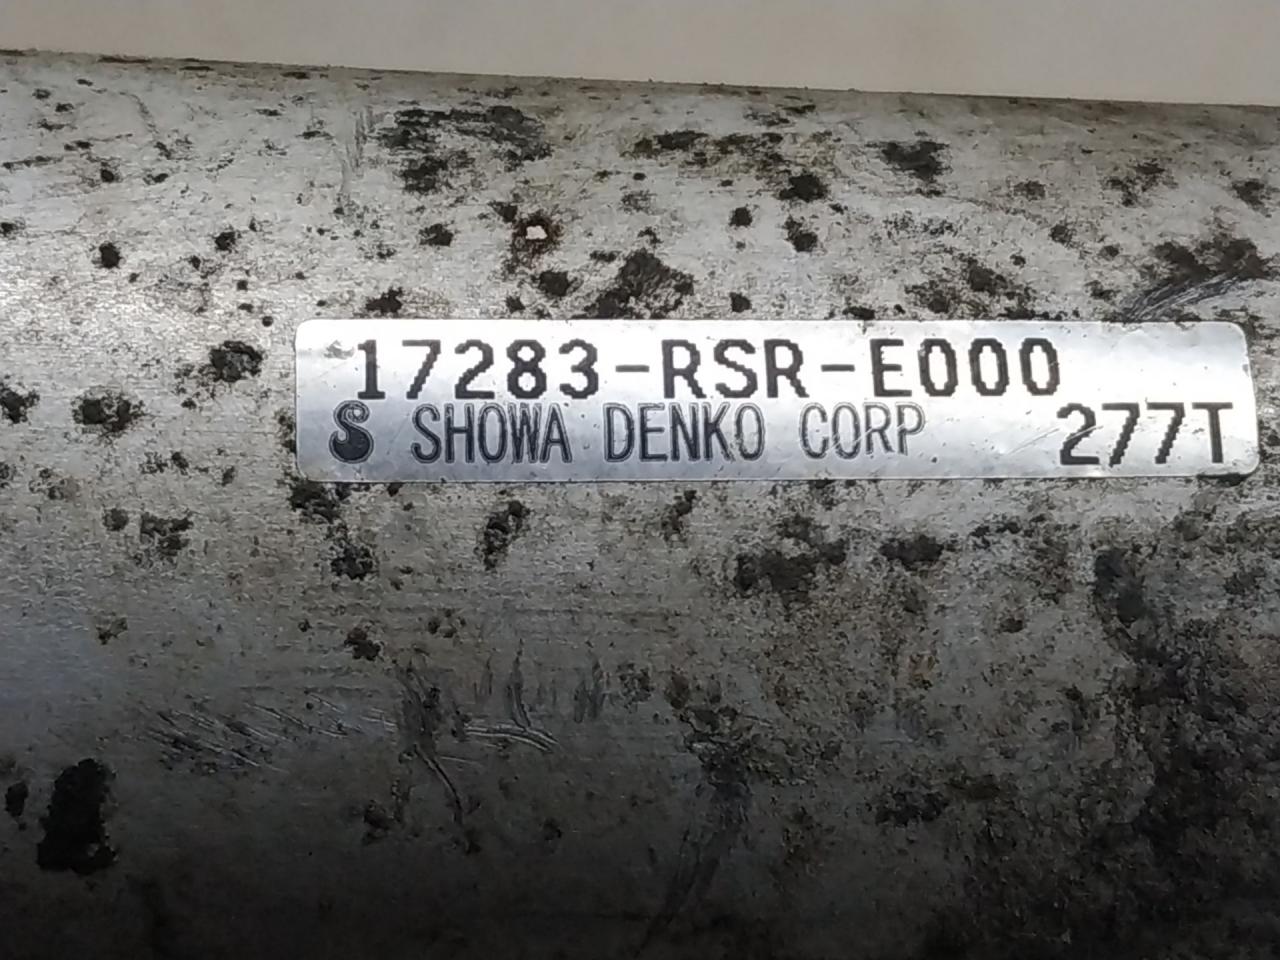 17283-RSR-E000
SHOWA DENKO CORP. 277T